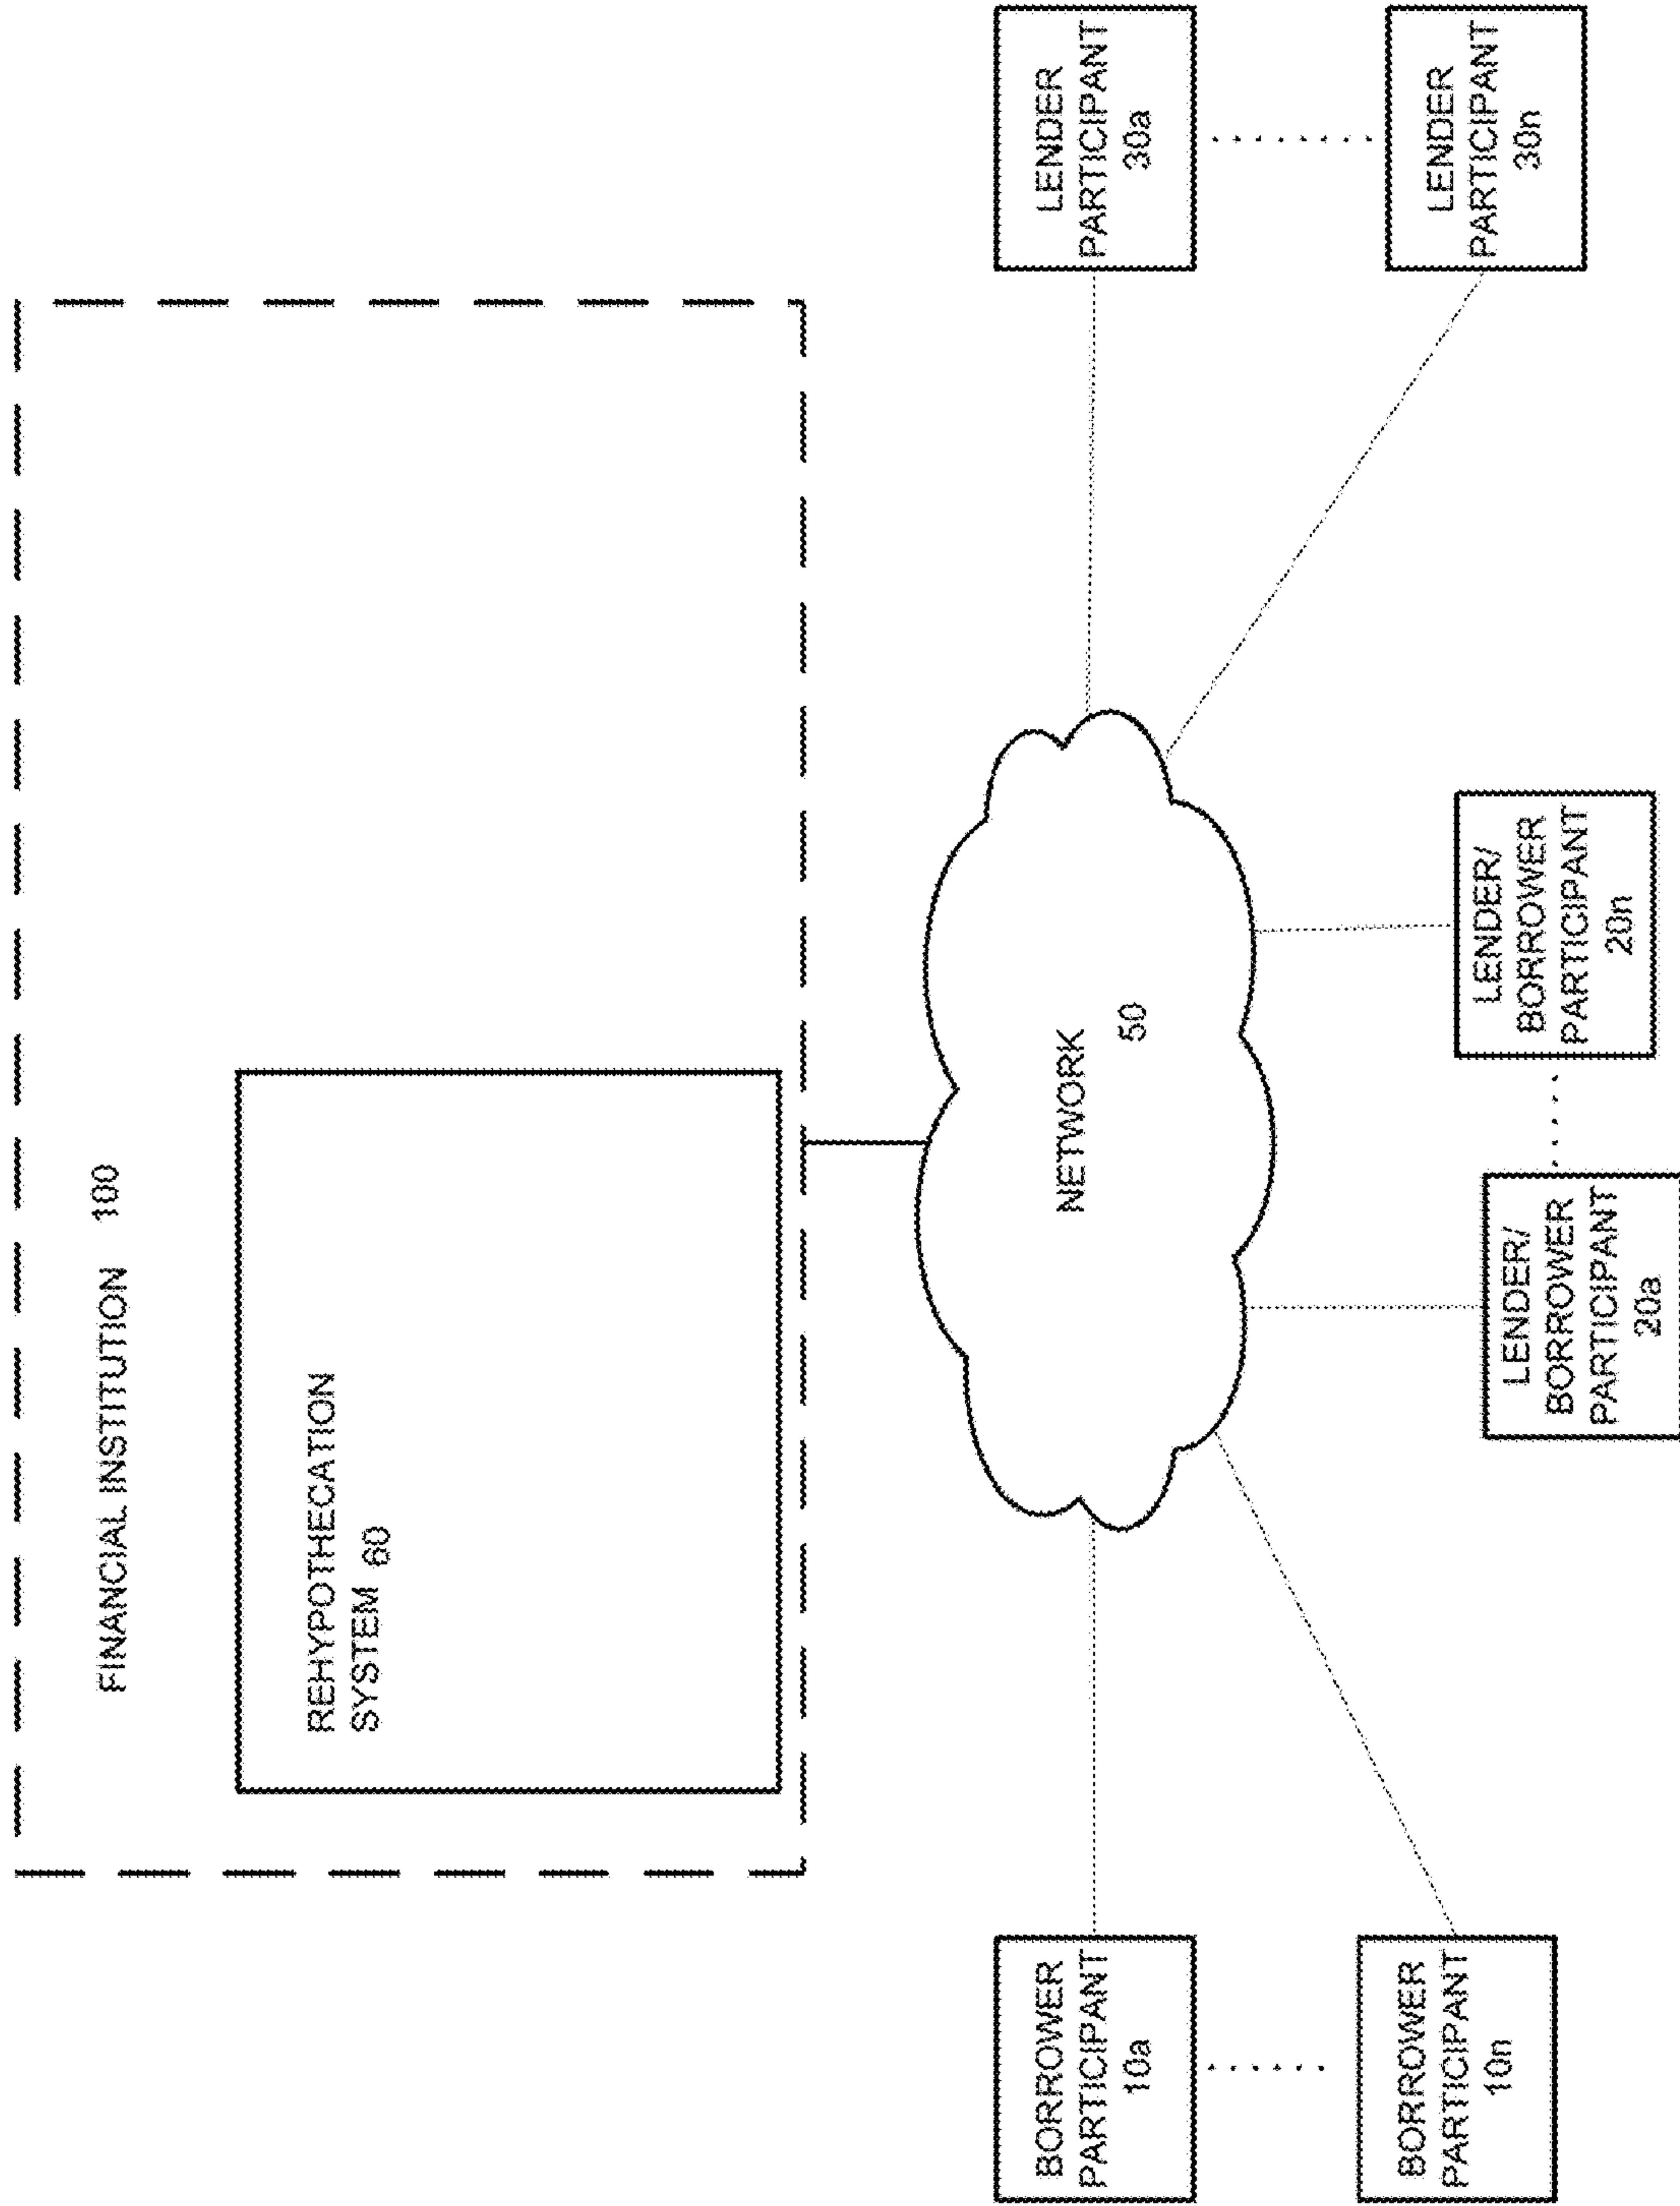 FINANCIAL INSTITUTION 100
REHYPOTHECATION
SYSTEM 60
NETWORK
50
BORROWER
PARTICIPANT
10a
BORROWER
PARTICIPANT
10n
LENDER/
BORROWER
PARTICIPANT
20a
LENDER/
BORROWER
PARTICIPANT
20n
LENDER
PARTICIPANT
30a
LENDER
PARTICIPANT
30n